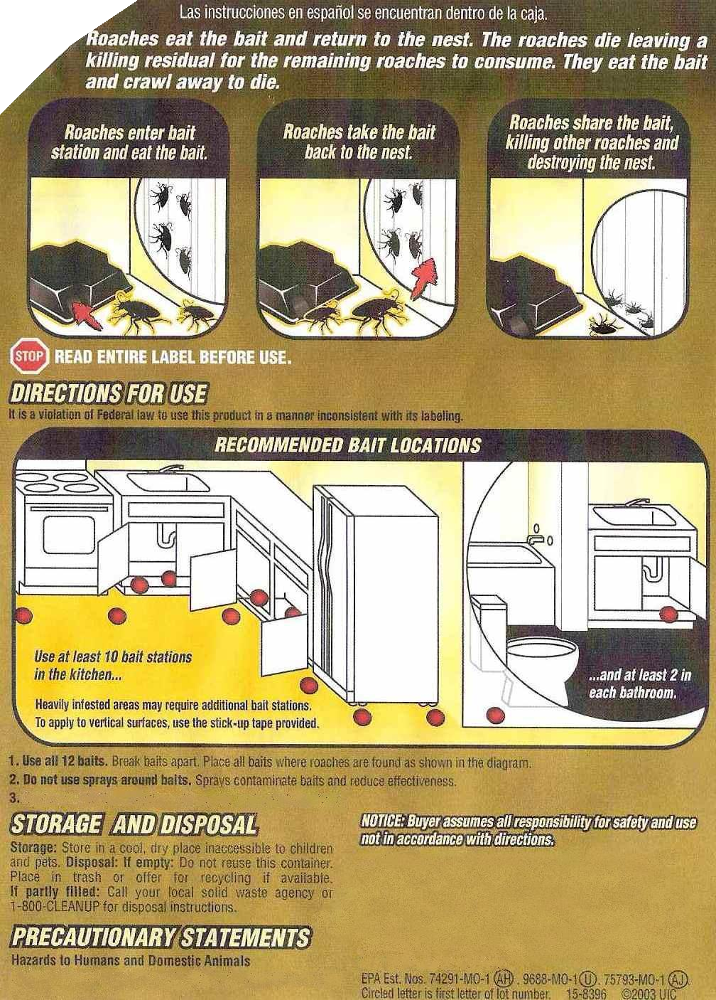 Las instrucciones en español se encuentran dentro de la caja.
Roaches eat the bait and return to the nest. The roaches die leaving a
killing residual for the remaining roaches to consume. They eat the bait
and crawl away to die.
Roaches enter bait
station and eat the bait.
Roaches take the bait
back to the nest.
Roaches share the bait,
killing other roaches and
destroying the nest.
STOP READ ENTIRE LABEL BEFORE USE.
DIRECTIONS FOR USE
It is a violation of Federal law to use this product in a manner inconsistent with its labeling.
RECOMMENDED BAIT LOCATIONS
Use at least 10 bait stations
in the kitchen...
Heavily infested areas may require additional bait stations.
To apply to vertical surfaces, use the stick-up tape provided.
...and at least 2 in
each bathroom.
1. Use all 12 baits. Break baits apart. Place all baits where roaches are found as shown in the diagram.
2. Do not use sprays around baits. Sprays contaminate baits and reduce effectiveness.
3.
STORAGE AND DISPOSAL
Storage: Store in a cool, dry place inaccessible to children
and pets. Disposal: If empty: Do not reuse this container.
Place in trash or offer for recycling if available.
If partly filled: Call your local solid waste agency or
1-800-CLEANUP for disposal instructions.
PRECAUTIONARY STATEMENTS
Hazards to Humans and Domestic Animals
NOTICE: Buyer assumes all responsibility for safety and use
not in accordance with directions.
EPA Est. Nos. 74291-MO-1 (AH), 9688-MO-1 (U), 75793-MO-1 (AJ).
Circled letter is first letter of lot number. 15-8396 ©2003 UIC